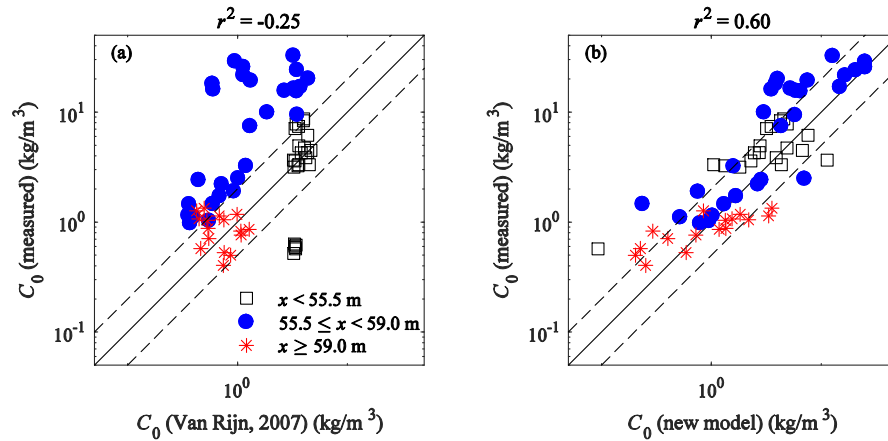 r² = -0.25
(a)
C₀ (measured) (kg/m³)
10¹
10⁰
10⁻¹
x < 55.5 m
55.5 ≤ x < 59.0 m
x ≥ 59.0 m
10⁰
C₀ (Van Rijn, 2007) (kg/m³)
r² = 0.60
(b)
C₀ (measured) (kg/m³)
10¹
10⁰
10⁻¹
10⁰
C₀ (new model) (kg/m³)